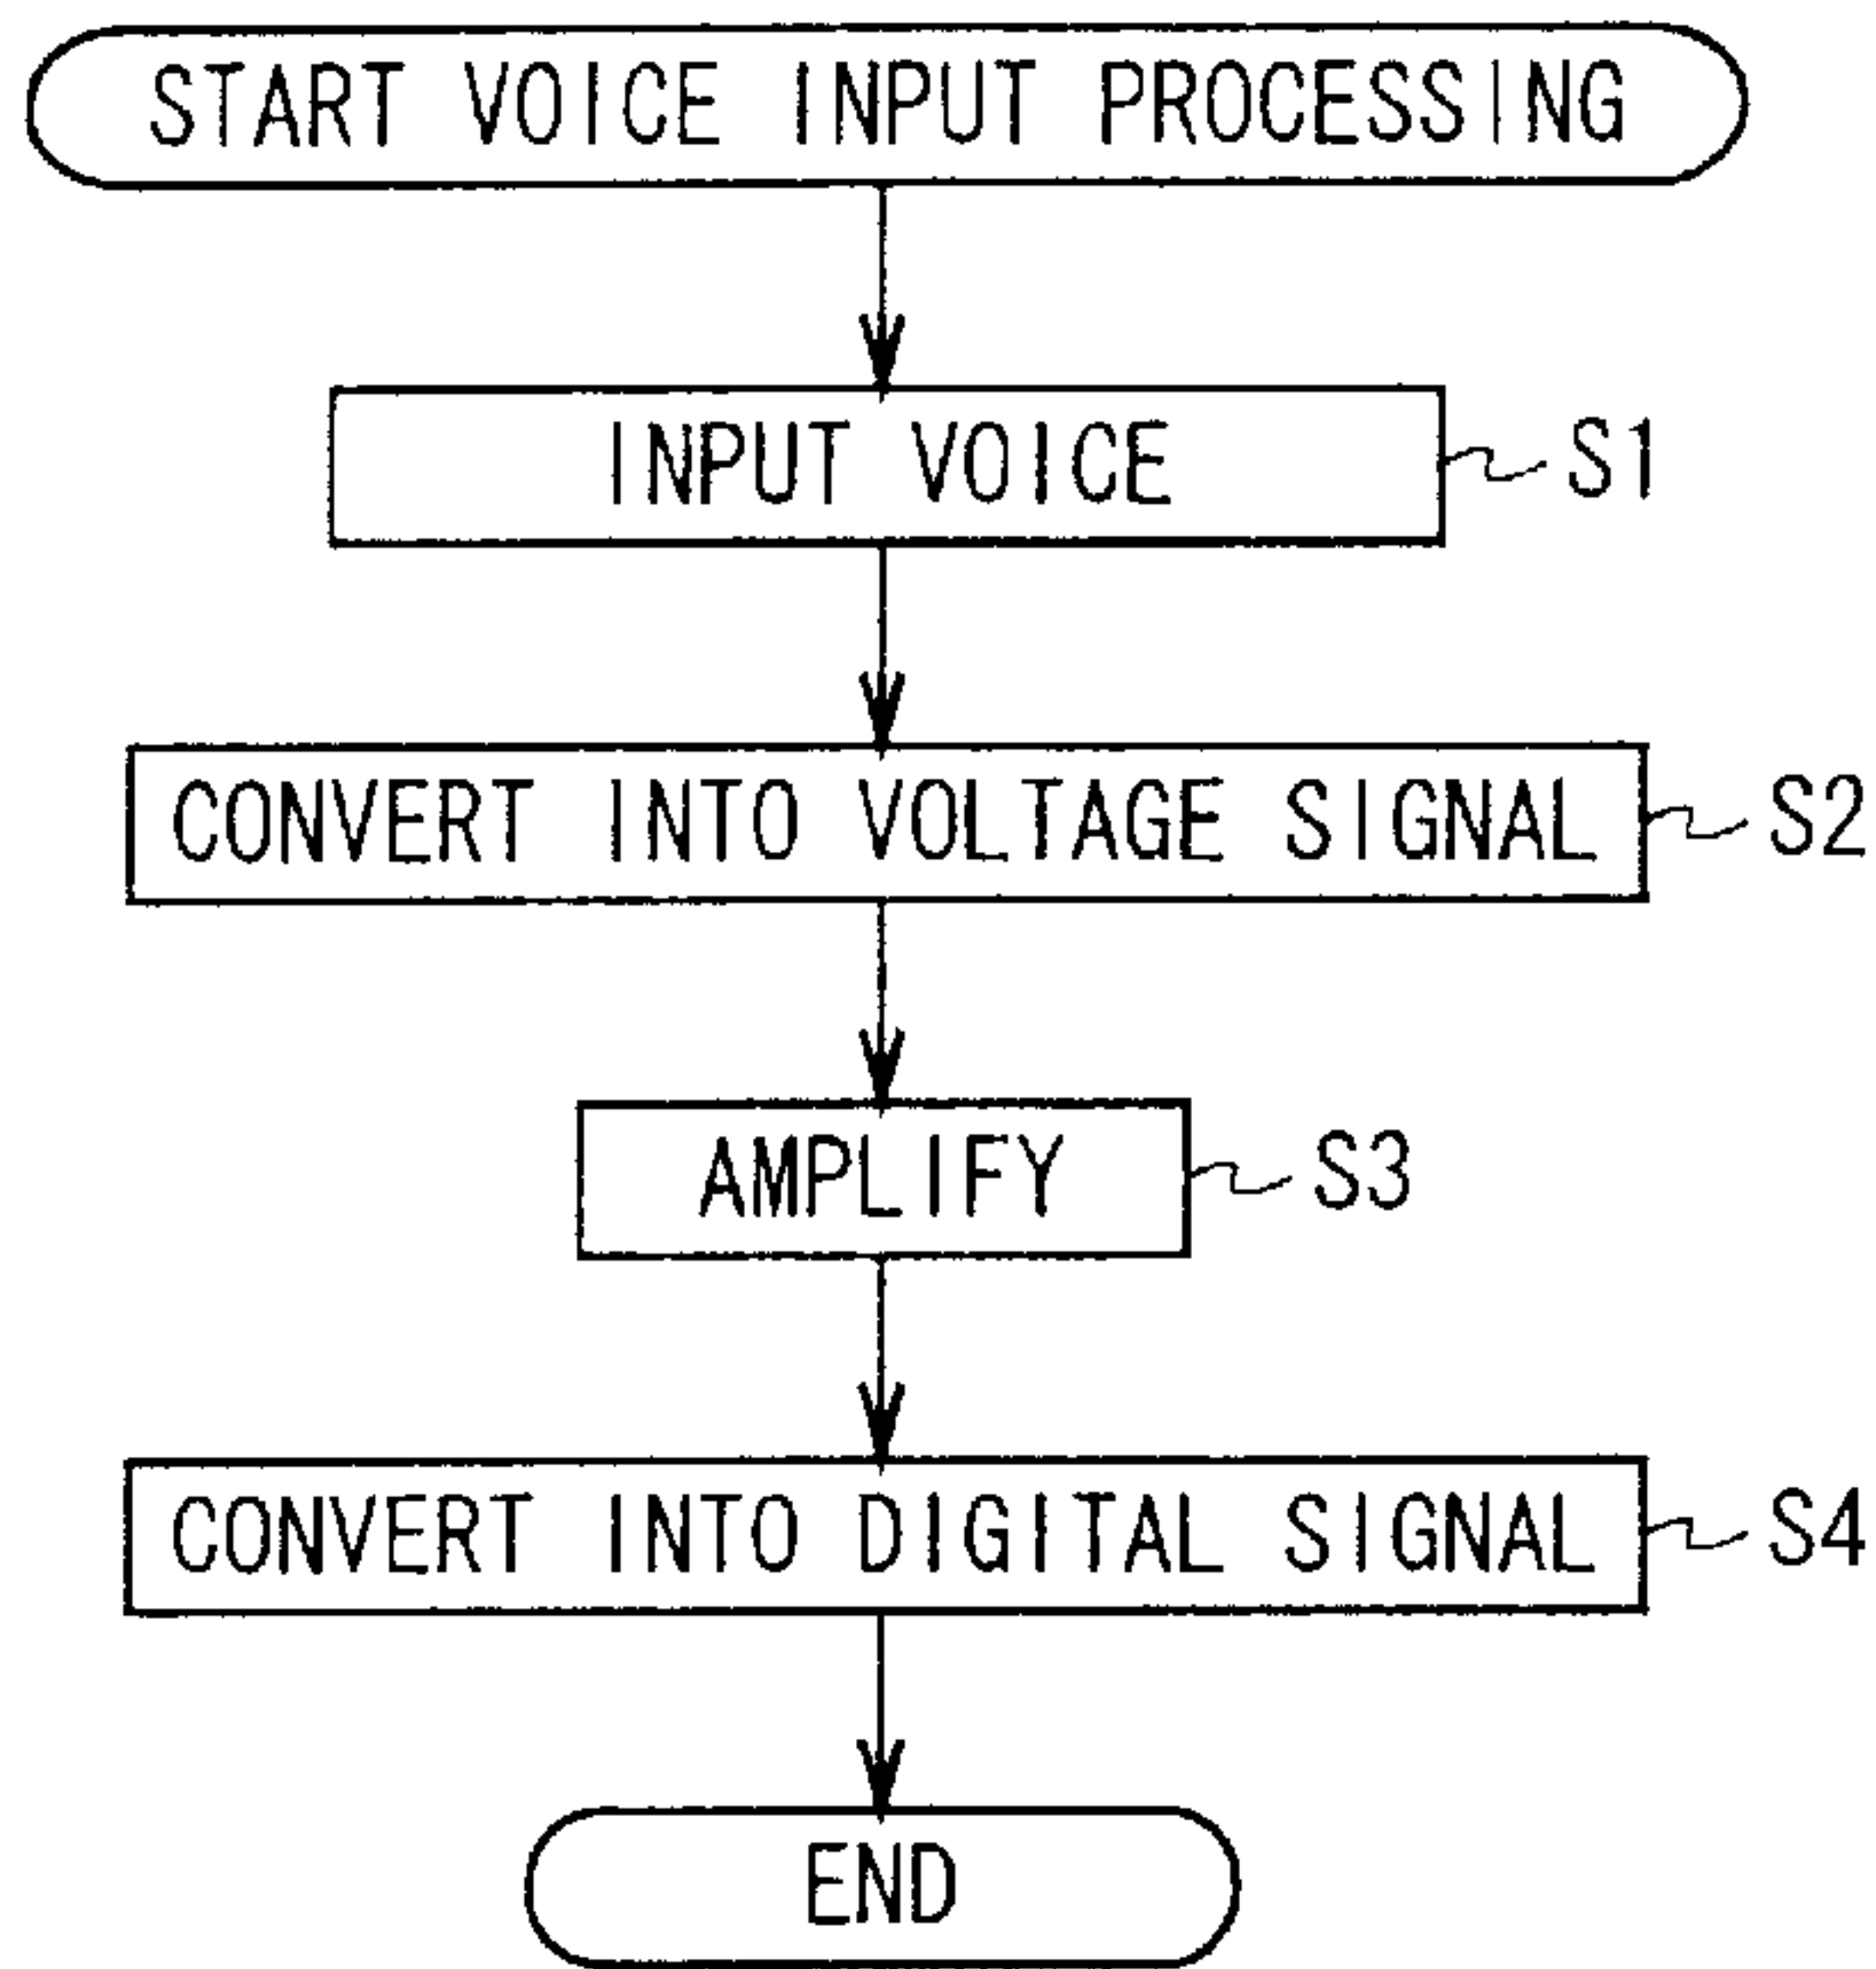 START VOICE INPUT PROCESSING
INPUT VOICE S1
CONVERT INTO VOLTAGE SIGNAL S2
AMPLIFY S3
CONVERT INTO DIGITAL SIGNAL S4
END